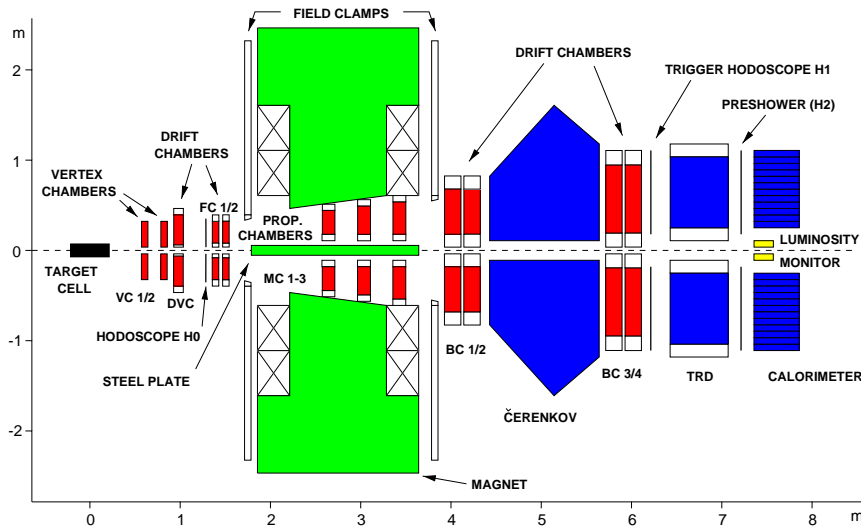 FIELD CLAMPS
m
2
1
0
-1
-2
DRIFT CHAMBERS
TRIGGER HODOSCOPE H1
PRESHOWER (H2)
DRIFT
CHAMBERS
VERTEX
CHAMBERS
FC 1/2
PROP.
CHAMBERS
LUMINOSITY
MONITOR
TARGET
CELL
VC 1/2
DVC
MC 1-3
HODOSCOPE H0
STEEL PLATE
BC 1/2
BC 3/4
TRD
CALORIMETER
ČERENKOV
MAGNET
0 1 2 3 4 5 6 7 8 m